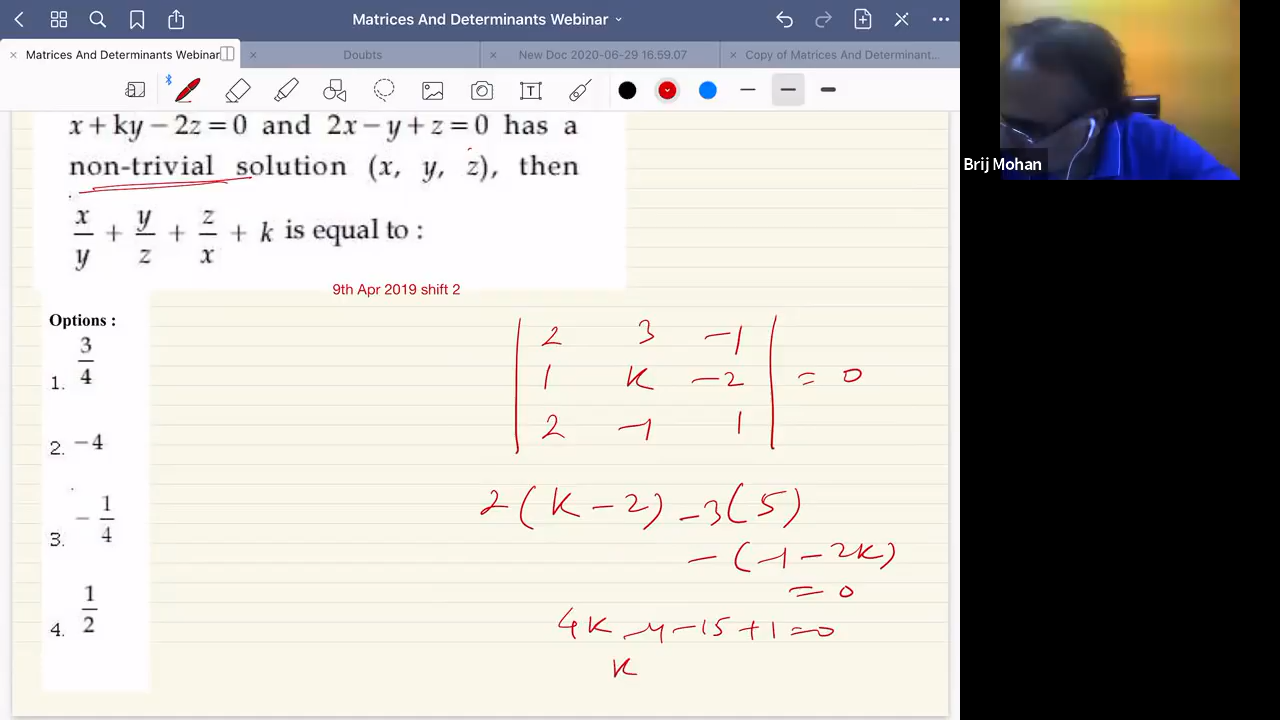 Matrices And Determinants Webinar
Matrices And Determinants Webinar
Doubts
New Doc 2020-06-29 16.59.07
Copy of Matrices And Determinant...
Brij Mohan
x + ky − 2z = 0 and 2x − y + z = 0 has a
non-trivial solution (x, y, z), then
x/y + y/z + z/x + k is equal to :
9th Apr 2019 shift 2
Options :
1. 3/4
2. −4
3. −1/4
4. 1/2
2 3 −1
1 K −2 = 0
2 −1 1
2(K − 2) − 3(5)
− (−1 − 2K)
= 0
4K − 4 − 15 + 1 = 0
K